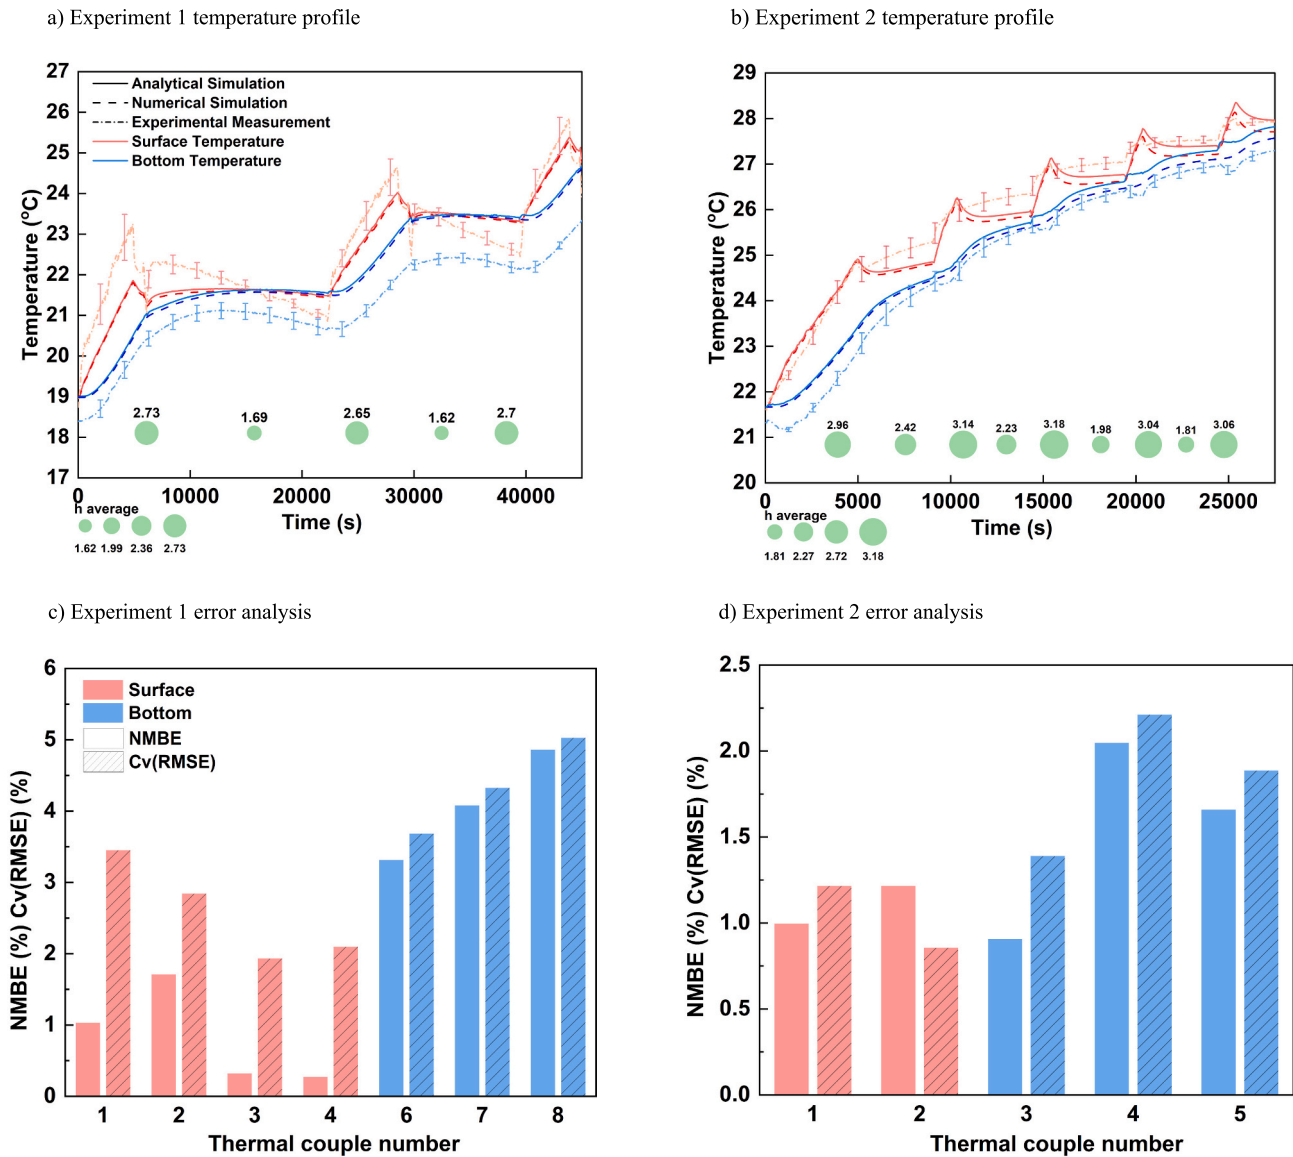 a) Experiment 1 temperature profile
27
26
25
24
23
22
21
20
19
18
17
Temperature (°C)
Analytical Simulation
Numerical Simulation
Experimental Measurement
Surface Temperature
Bottom Temperature
2.73
1.69
2.65
1.62
2.7
0
10000
20000
30000
40000
Time (s)
h average
1.62 1.99 2.36 2.73
b) Experiment 2 temperature profile
29
28
27
26
25
24
23
22
21
20
Temperature (°C)
2.96
2.42
3.14
2.23
3.18
1.98
3.04
1.81
3.06
0
5000
10000
15000
20000
25000
Time (s)
h average
1.81 2.27 2.72 3.18
c) Experiment 1 error analysis
6
5
4
3
2
1
0
NMBE (%) Cv(RMSE) (%)
Surface
Bottom
NMBE
Cv(RMSE)
1 2 3 4 6 7 8
Thermal couple number
d) Experiment 2 error analysis
2.5
2.0
1.5
1.0
0.5
0.0
NMBE (%) Cv(RMSE) (%)
1 2 3 4 5
Thermal couple number